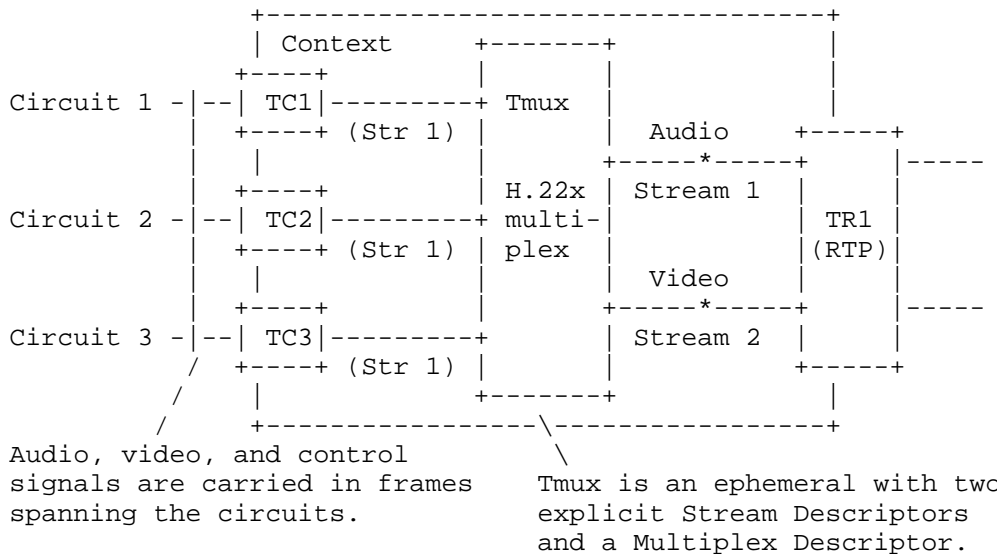 Context
Circuit 1 TC1 Tmux
(Str 1) Audio
H.22x Stream 1
Circuit 2 TC2 multi- TR1
(Str 1) plex (RTP)
Video
Circuit 3 TC3 Stream 2
(Str 1)
Audio, video, and control
signals are carried in frames Tmux is an ephemeral with two
spanning the circuits. explicit Stream Descriptors
and a Multiplex Descriptor.